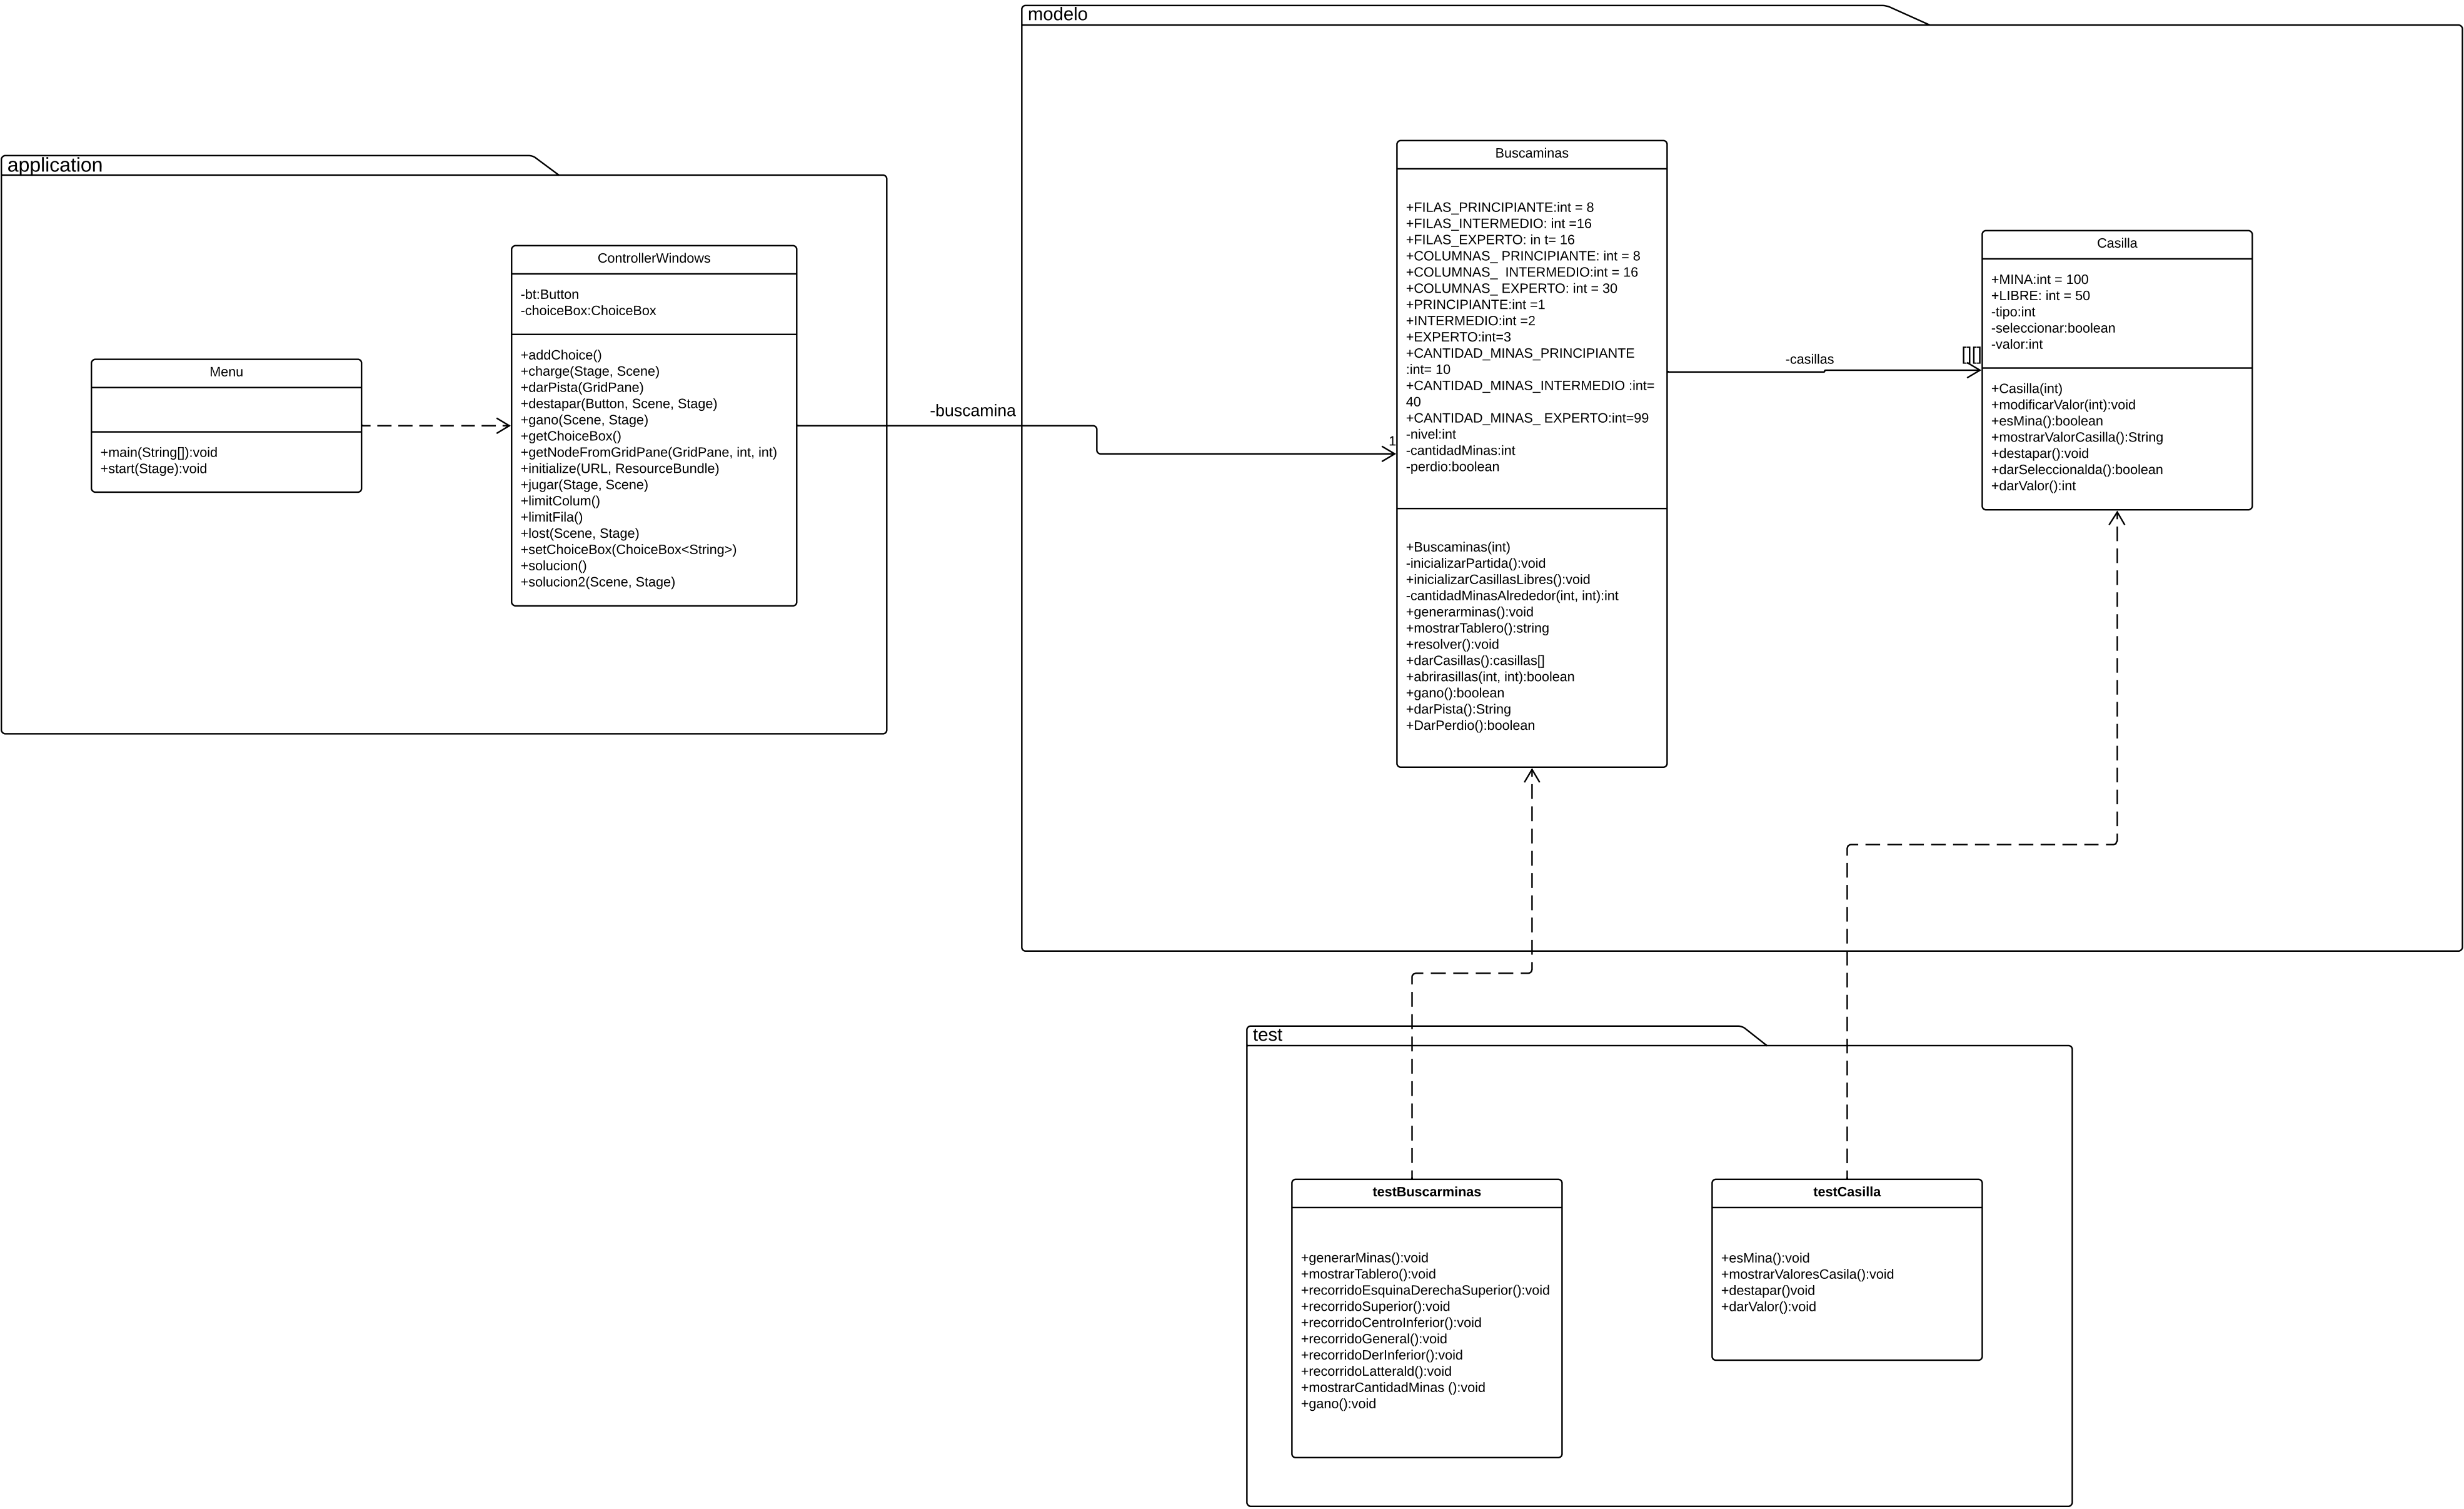 modelo
application
Buscaminas
+FILAS_PRINCIPIANTE:int = 8
+FILAS_INTERMEDIO: int =16
+FILAS_EXPERTO: in t= 16
+COLUMNAS_ PRINCIPIANTE: int = 8
+COLUMNAS_  INTERMEDIO:int = 16
+COLUMNAS_ EXPERTO: int = 30
+PRINCIPIANTE:int =1
+INTERMEDIO:int =2
+EXPERTO:int=3
+CANTIDAD_MINAS_PRINCIPIANTE
:int= 10
+CANTIDAD_MINAS_INTERMEDIO :int=
40
+CANTIDAD_MINAS_ EXPERTO:int=99
-nivel:int
-cantidadMinas:int
-perdio:boolean
+Buscaminas(int)
-inicializarPartida():void
+inicializarCasillasLibres():void
-cantidadMinasAlrededor(int, int):int
+generarminas():void
+mostrarTablero():string
+resolver():void
+darCasillas():casillas[]
+abrirasillas(int, int):boolean
+gano():boolean
+darPista():String
+DarPerdio():boolean
Casilla
+MINA:int = 100
+LIBRE: int = 50
-tipo:int
-seleccionar:boolean
-valor:int
+Casilla(int)
+modificarValor(int):void
+esMina():boolean
+mostrarValorCasilla():String
+destapar():void
+darSeleccionalda():boolean
+darValor():int
-casillas
[][]
ControllerWindows
-bt:Button
-choiceBox:ChoiceBox
+addChoice()
+charge(Stage, Scene)
+darPista(GridPane)
+destapar(Button, Scene, Stage)
+gano(Scene, Stage)
+getChoiceBox()
+getNodeFromGridPane(GridPane, int, int)
+initialize(URL, ResourceBundle)
+jugar(Stage, Scene)
+limitColum()
+limitFila()
+lost(Scene, Stage)
+setChoiceBox(ChoiceBox<String>)
+solucion()
+solucion2(Scene, Stage)
Menu
+main(String[]):void
+start(Stage):void
-buscamina
1
test
testBuscarminas
+generarMinas():void
+mostrarTablero():void
+recorridoEsquinaDerechaSuperior():void
+recorridoSuperior():void
+recorridoCentroInferior():void
+recorridoGeneral():void
+recorridoDerInferior():void
+recorridoLatterald():void
+mostrarCantidadMinas ():void
+gano():void
testCasilla
+esMina():void
+mostrarValoresCasila():void
+destapar()void
+darValor():void